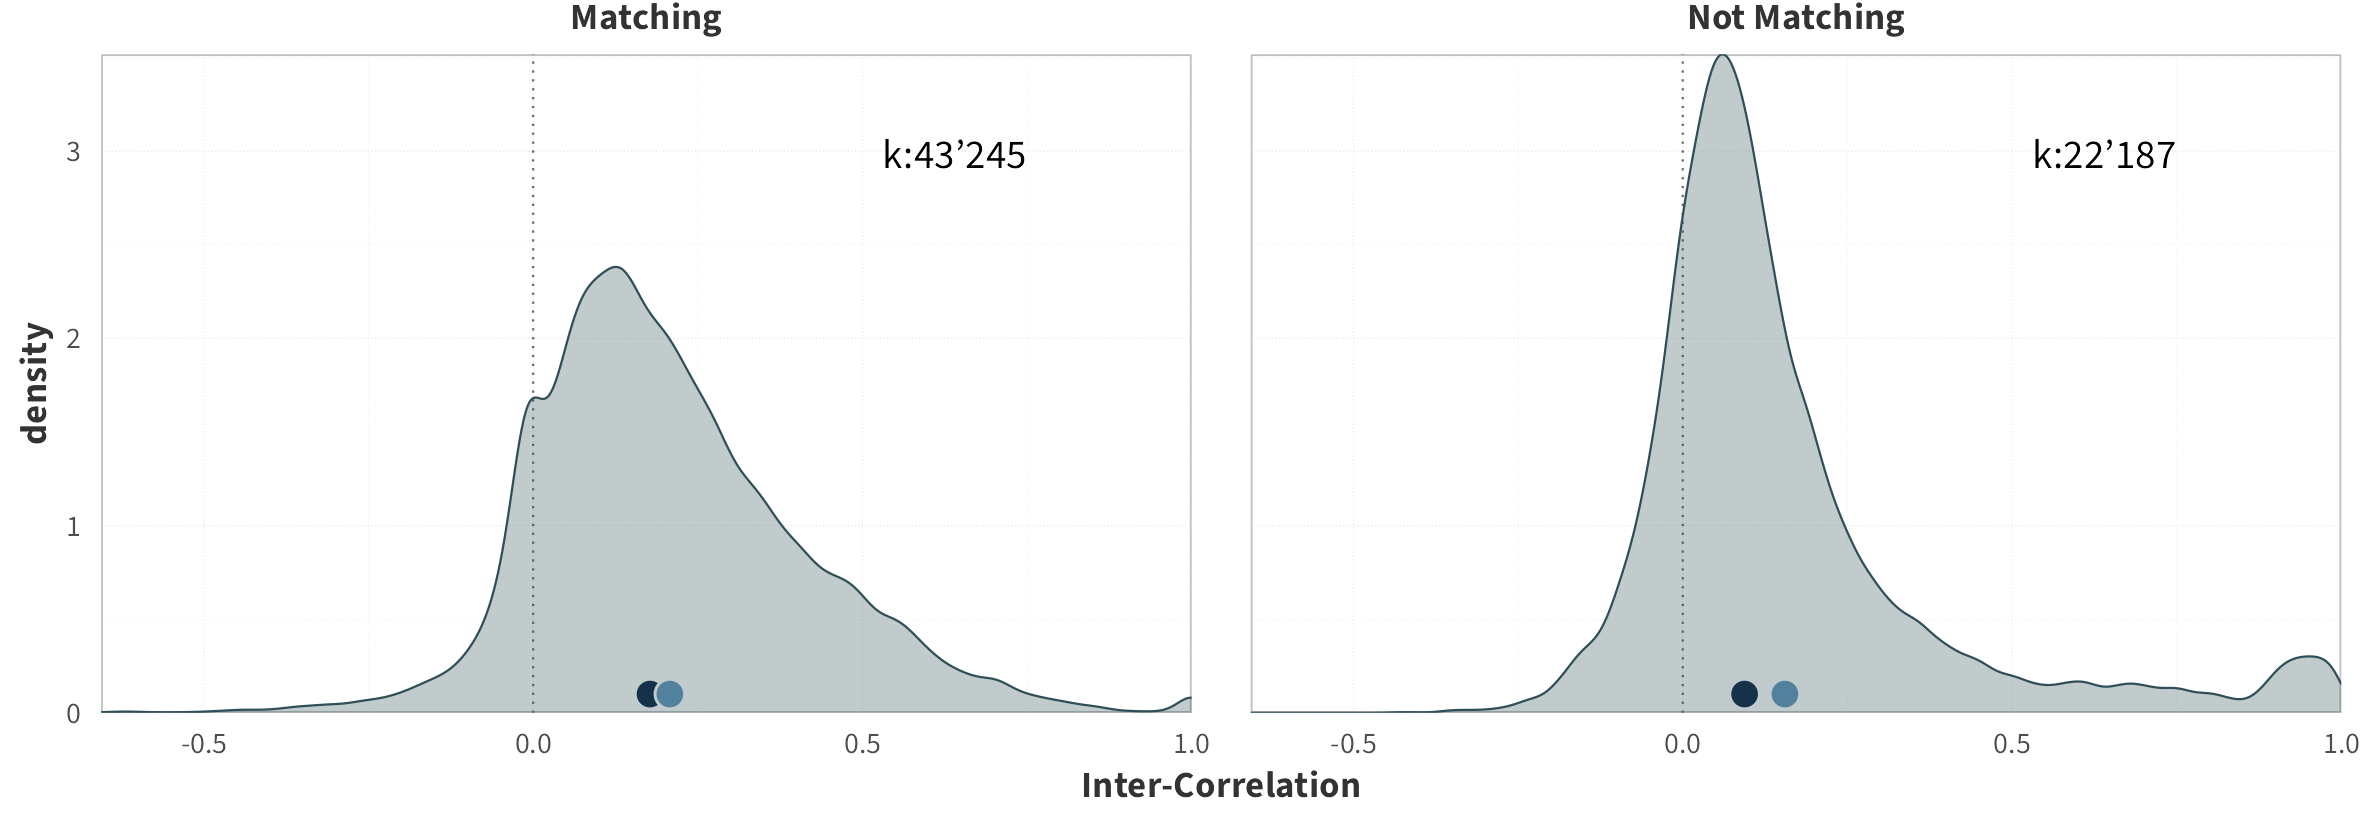 Matching
Not Matching
k:43’245
k:22’187
density
3
2
1
0
-0.5
0.0
0.5
1.0
-0.5
0.0
0.5
1.0
Inter-Correlation